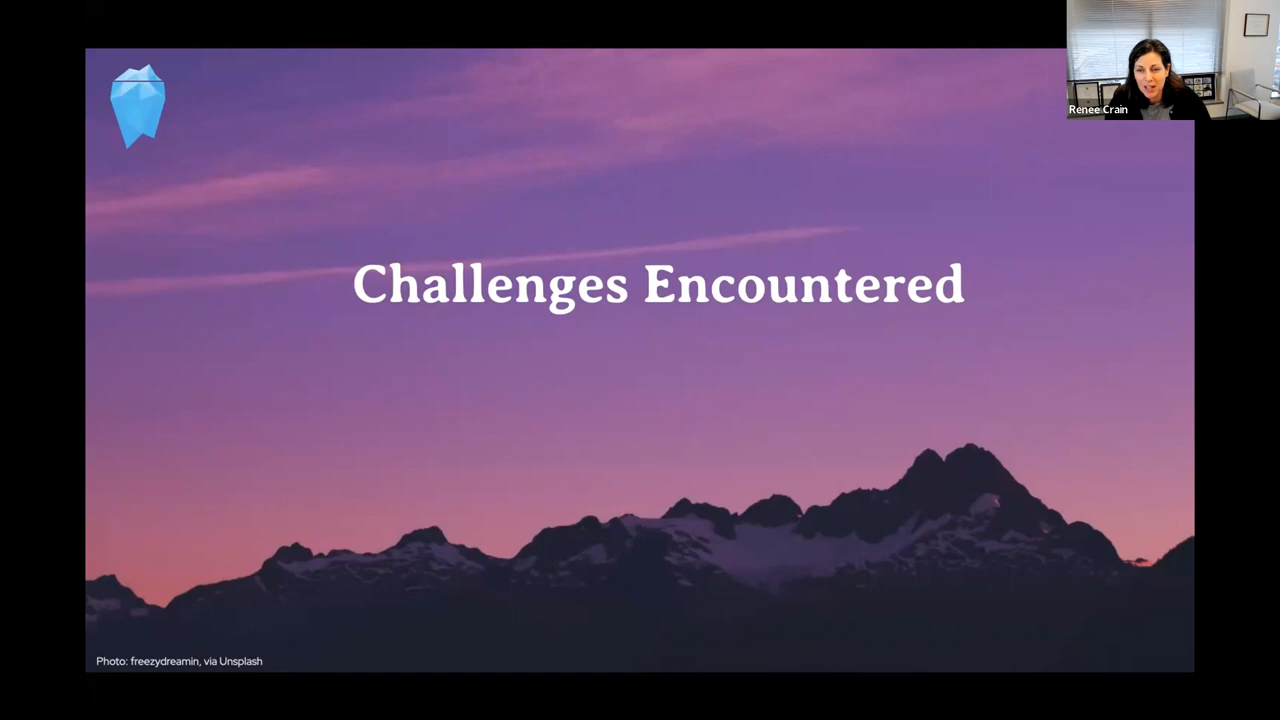 Renee Crain
Challenges Encountered
Photo: freezydreamin, via Unsplash